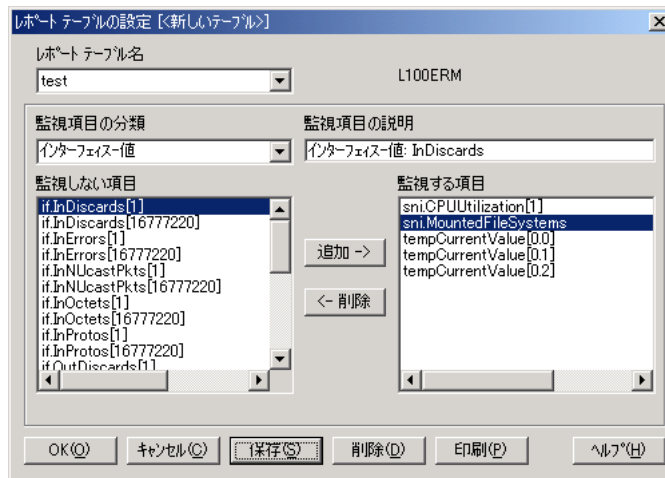 レポート テーブルの設定 [<新しいテーブル>]
レポート テーブル名
test
L100ERM
監視項目の分類
監視項目の説明
インターフェイス一値
インターフェイス一値: InDiscards
監視しない項目
監視する項目
if.InDiscards[1]
if.InDiscards[16777220]
if.InErrors[1]
if.InErrors[16777220]
if.InNUcastPkts[1]
if.InNUcastPkts[16777220]
if.InOctets[1]
if.InOctets[16777220]
if.InProtos[1]
if.InProtos[16777220]
if.OutDiscards[1]
追加 ->
<- 削除
sni.CPUUtilization[1]
sni.MountedFileSystems
tempCurrentValue[0.0]
tempCurrentValue[0.1]
tempCurrentValue[0.2]
OK(O)
キャンセル(C)
保存(S)
削除(D)
印刷(P)
ヘルプ(H)